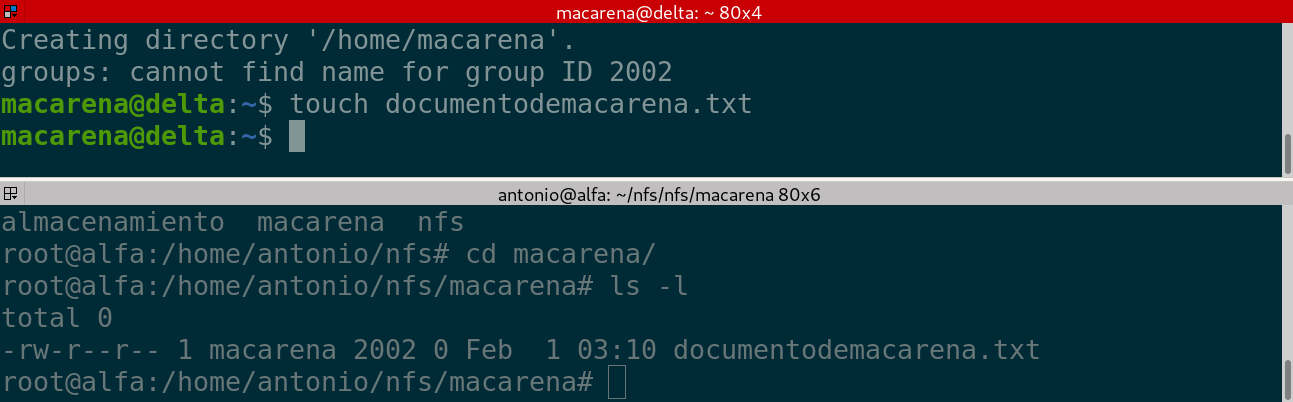 macarena@delta: ~ 80x4
Creating directory '/home/macarena'.
groups: cannot find name for group ID 2002
macarena@delta:~$ touch documentodemacarena.txt
macarena@delta:~$
antonio@alfa: ~/nfs/nfs/macarena 80x6
almacenamiento  macarena  nfs
root@alfa:/home/antonio/nfs# cd macarena/
root@alfa:/home/antonio/nfs/macarena# ls -l
total 0
-rw-r--r-- 1 macarena 2002 0 Feb  1 03:10 documentodemacarena.txt
root@alfa:/home/antonio/nfs/macarena#